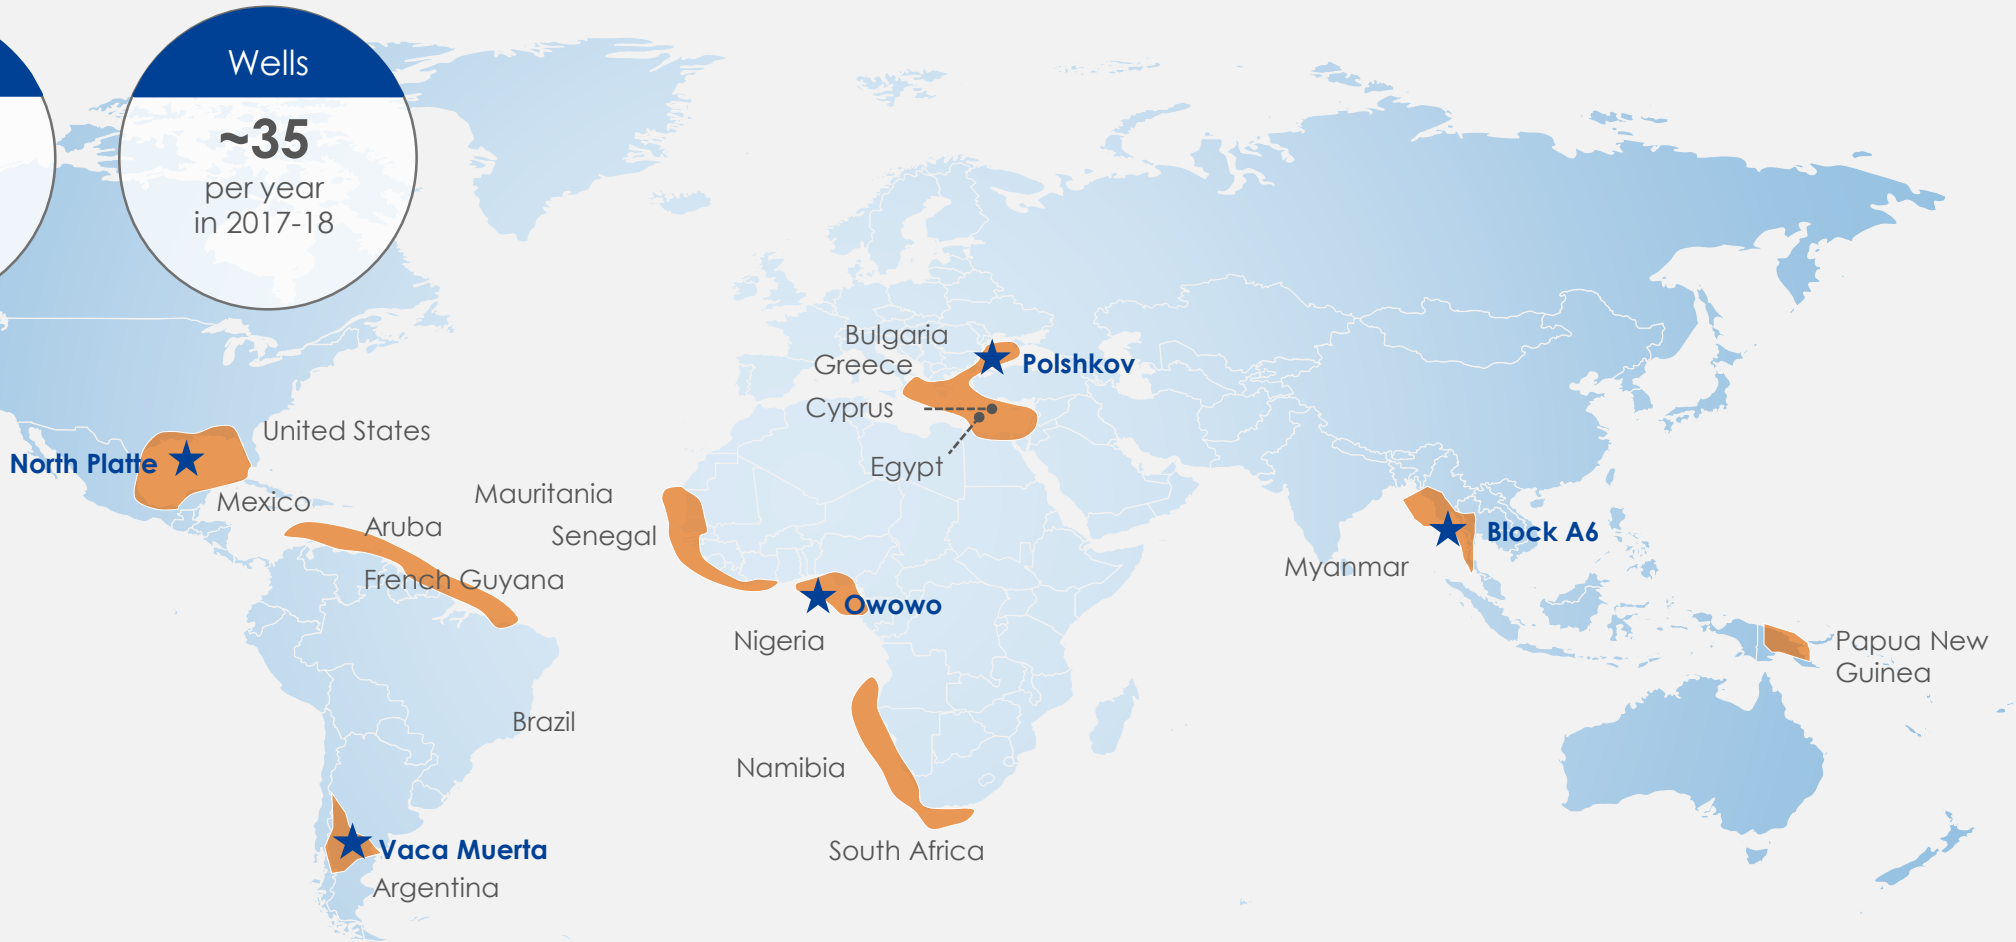 Wells
~35
per year
in 2017-18
Bulgaria
Greece
Polshkov
Cyprus
United States
North Platte
Egypt
Mexico
Mauritania
Aruba
Senegal
Block A6
Myanmar
French Guyana
Owowo
Nigeria
Papua New
Guinea
Brazil
Namibia
Vaca Muerta
South Africa
Argentina